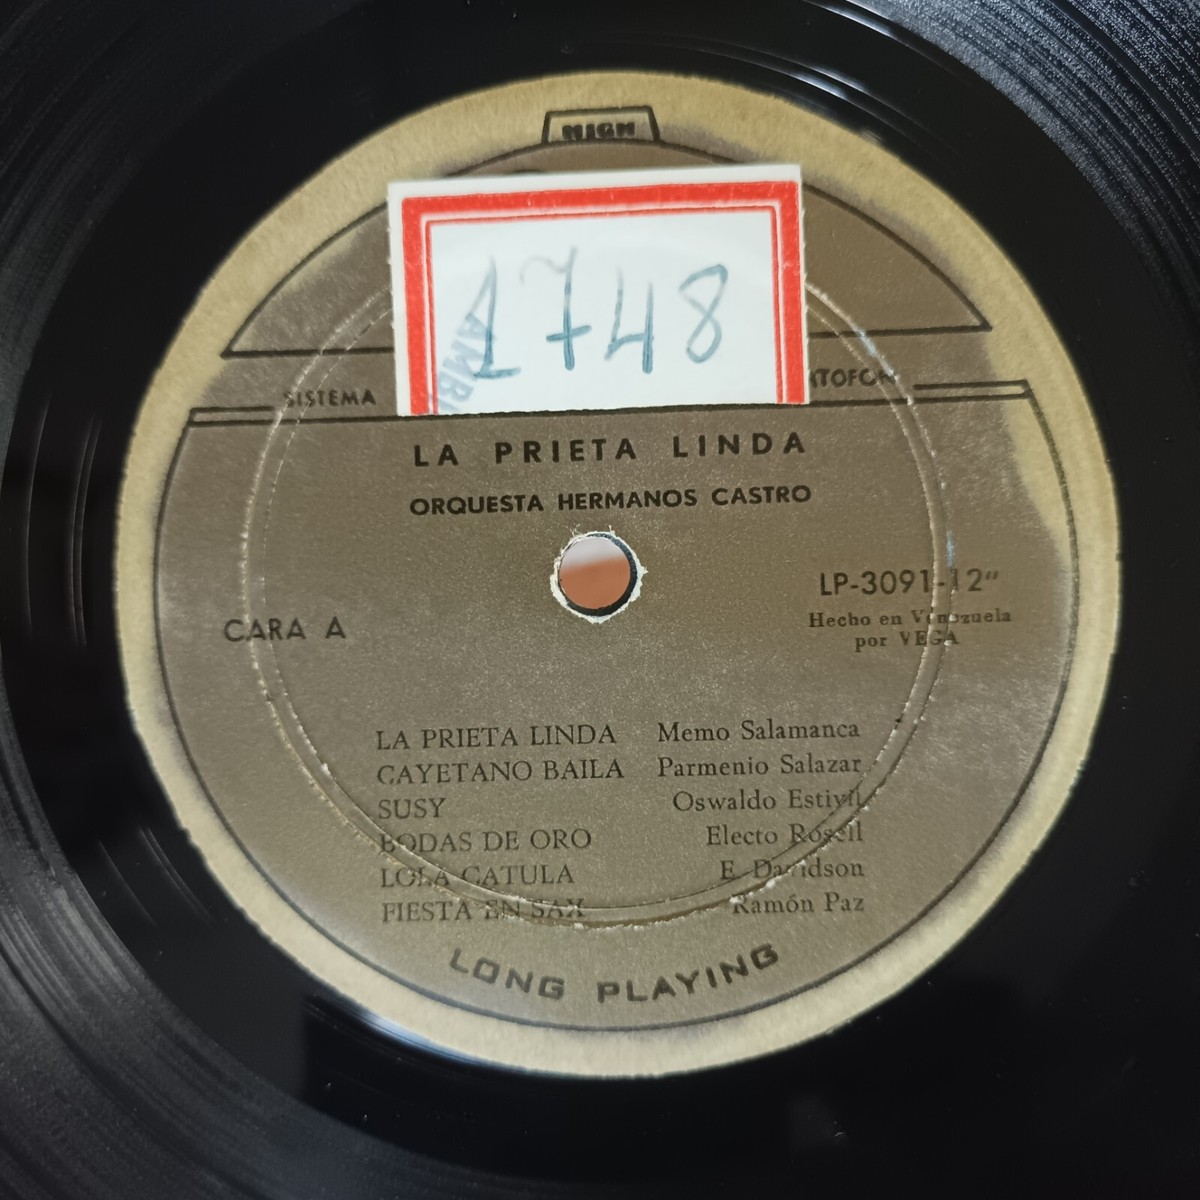 HIGH
1748
SISTEMA
LA PRIETA LINDA
ORQUESTA HERMANOS CASTRO
LP-3091-12"
Hecho en Venezuela
por VEGA
CARA A
LA PRIETA LINDA Memo Salamanca
CAYETANO BAILA Parmenio Salazar
SUSY Oswaldo Estivil
BODAS DE ORO Electo Rosell
LOLA CATULA E. Davidson
FIESTA EN SAX Ramón Paz
LONG PLAYING